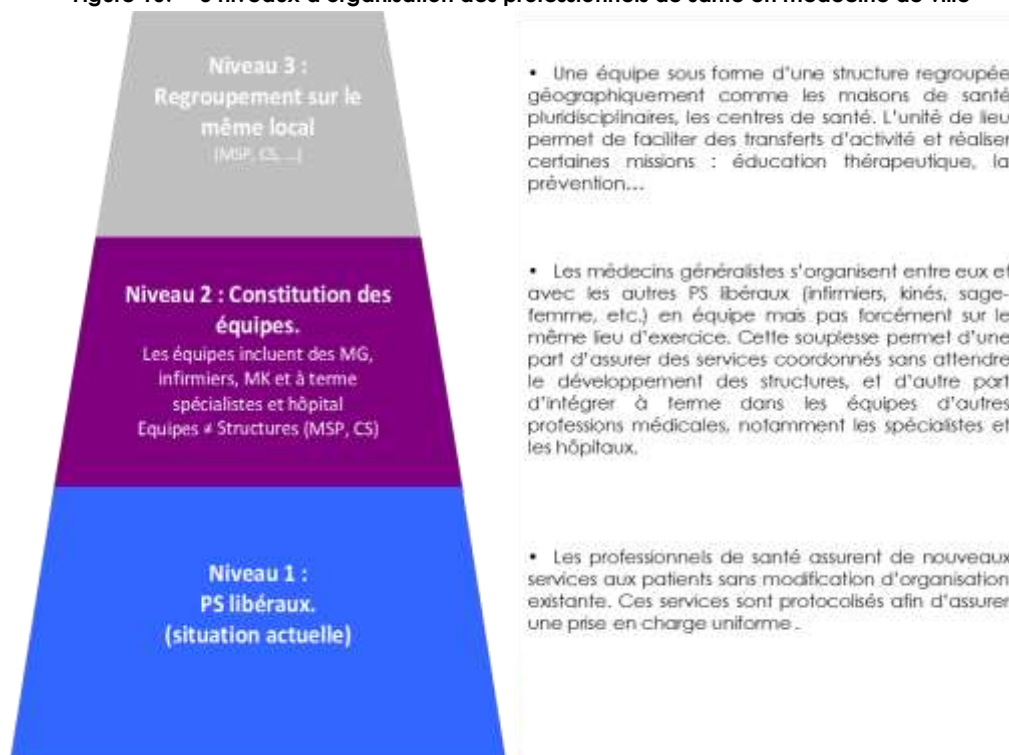 Niveau 3 :
Regroupement sur le
même local
(MSP, CS, ...)
• Une équipe sous forme d'une structure regroupée
géographiquement comme les maisons de santé
pluridisciplinaires, les centres de santé. L'unité de lieu
permet de faciliter des transferts d'activité et réaliser
certaines missions : éducation thérapeutique, la
prévention...
Niveau 2 : Constitution des
équipes.
Les équipes incluent des MG,
infirmiers, MK et à terme
spécialistes et hôpital
Equipes ≠ Structures (MSP, CS)
• Les médecins généralistes s'organisent entre eux et
avec les autres PS libéraux (infirmiers, kinés, sage-
femme, etc.) en équipe mais pas forcément sur le
même lieu d'exercice. Cette souplesse permet d'une
part d'assurer des services coordonnés sans attendre
le développement des structures, et d'autre part
d'intégrer à terme dans les équipes d'autres
professions médicales, notamment les spécialistes et
les hôpitaux.
Niveau 1 :
PS libéraux.
(situation actuelle)
• Les professionnels de santé assurent de nouveaux
services aux patients sans modification d'organisation
existante. Ces services sont protocolisés afin d'assurer
une prise en charge uniforme .